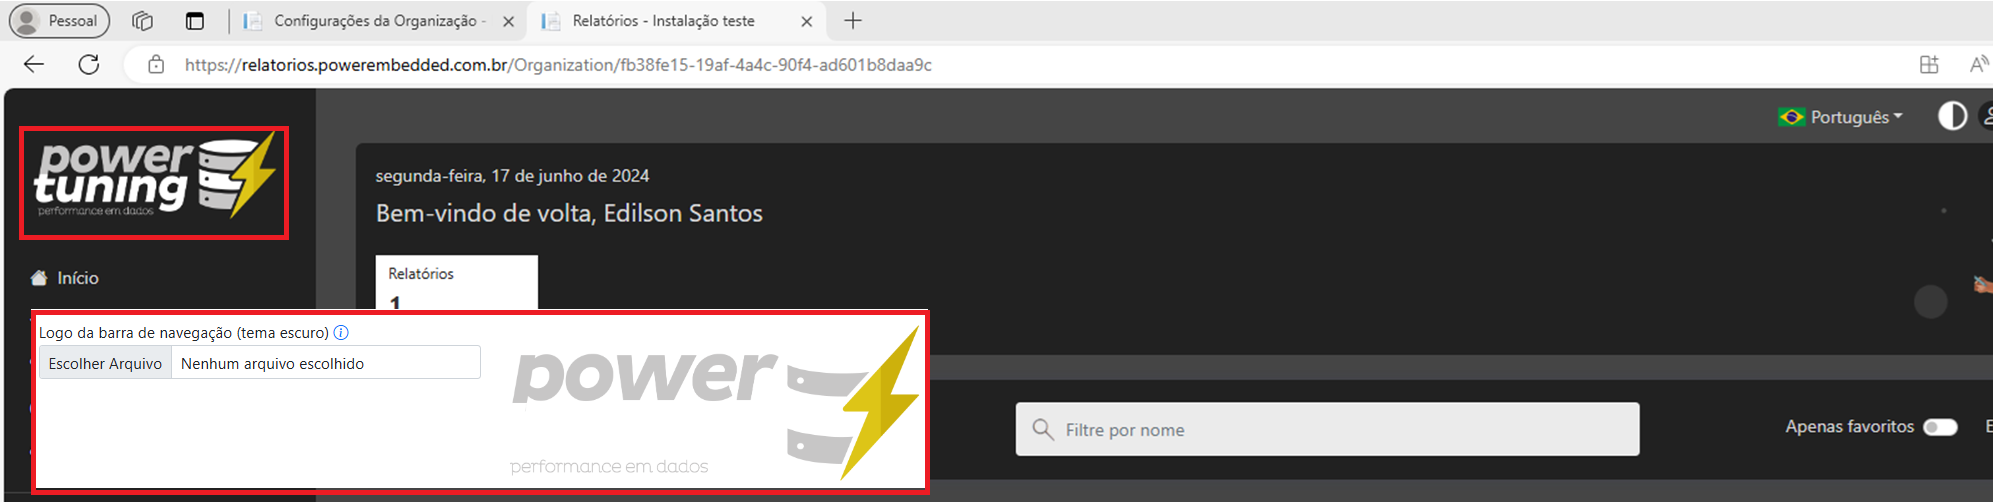 Pessoal
Configurações da Organização -
Relatórios - Instalação teste
https://relatorios.powerembedded.com.br/Organization/fb38fe15-19af-4a4c-90f4-ad601b8daa9c
Português
power
tuning
performance em dados
segunda-feira, 17 de junho de 2024
Bem-vindo de volta, Edilson Santos
Início
Relatórios
1
Logo da barra de navegação (tema escuro)
Escolher Arquivo
Nenhum arquivo escolhido
power
performance em dados
Filtre por nome
Apenas favoritos
E